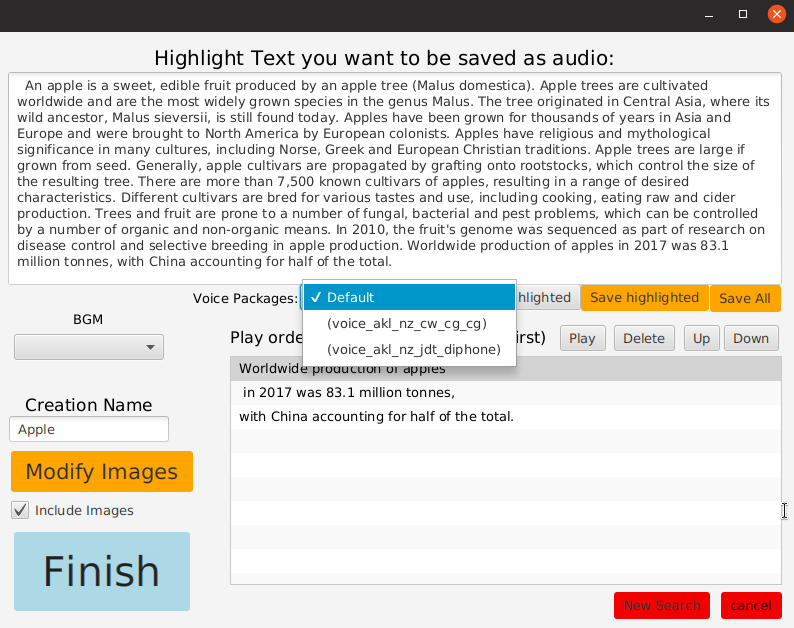 Highlight Text you want to be saved as audio:
An apple is a sweet, edible fruit produced by an apple tree (Malus domestica). Apple trees are cultivated
worldwide and are the most widely grown species in the genus Malus. The tree originated in Central Asia, where its
wild ancestor, Malus sieversii, is still found today. Apples have been grown for thousands of years in Asia and
Europe and were brought to North America by European colonists. Apples have religious and mythological
significance in many cultures, including Norse, Greek and European Christian traditions. Apple trees are large if
grown from seed. Generally, apple cultivars are propagated by grafting onto rootstocks, which control the size of
the resulting tree. There are more than 7,500 known cultivars of apples, resulting in a range of desired
characteristics. Different cultivars are bred for various tastes and use, including cooking, eating raw and cider
production. Trees and fruit are prone to a number of fungal, bacterial and pest problems, which can be controlled
by a number of organic and non-organic means. In 2010, the fruit's genome was sequenced as part of research on
disease control and selective breeding in apple production. Worldwide production of apples in 2017 was 83.1
million tonnes, with China accounting for half of the total.
Voice Packages: ✓ Default hlighted Save highlighted Save All
(voice_akl_nz_cw_cg_cg)
(voice_akl_nz_jdt_diphone)
BGM
Play orde irst) Play Delete Up Down
Worldwide production of apples
in 2017 was 83.1 million tonnes,
with China accounting for half of the total.
Creation Name
Apple
Modify Images
Include Images
Finish
New Search cancel